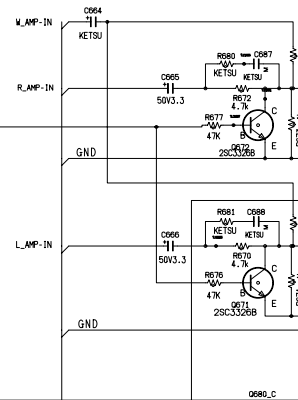 C664
W_AMP-IN
KETSU
R680 C687
KETSU KETSU
C665
R_AMP-IN
50V3.3
R672
4.7k
R677
47K
C
B
E
Q672
2SC3326B
GND
R681 C688
KETSU KETSU
C666
L_AMP-IN
50V3.3
R670
4.7k
R676
47K
C
B
E
Q671
2SC3326B
GND
Q680_C